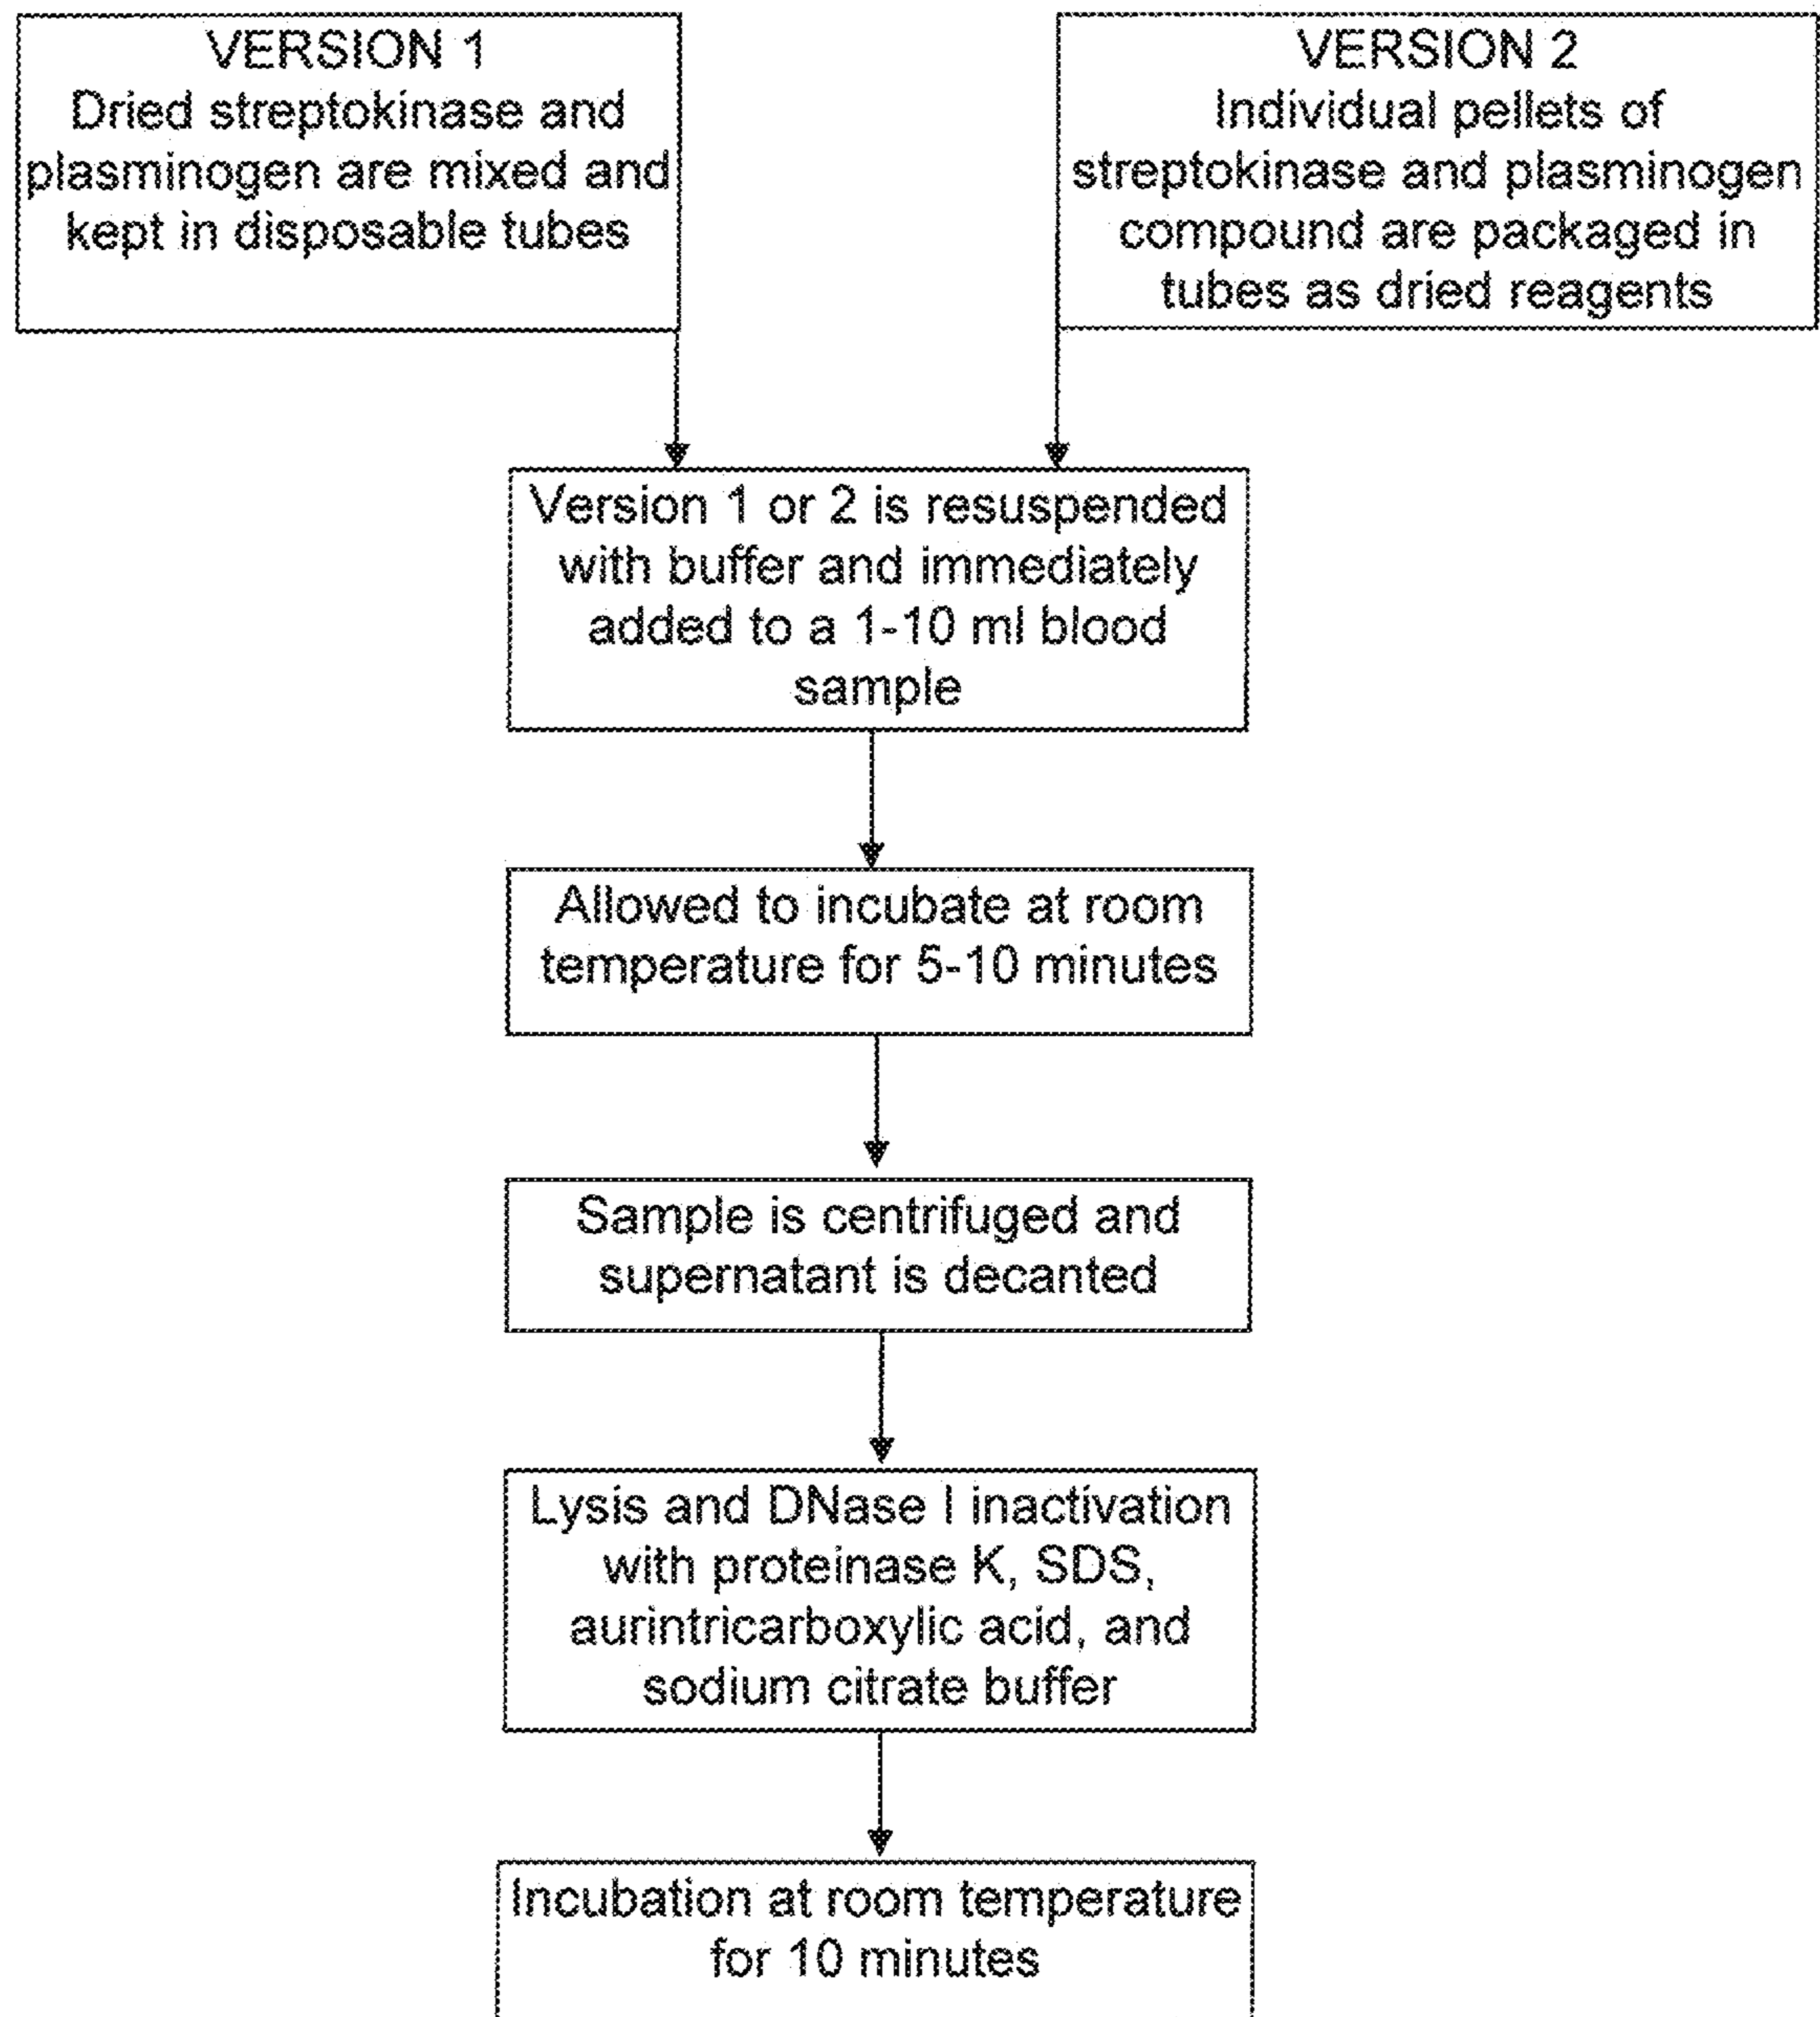 VERSION 1
Dried streptokinase and
plasminogen are mixed and
kept in disposable tubes
VERSION 2
Individual pellets of
streptokinase and plasminogen
compound are packaged in
tubes as dried reagents
Version 1 or 2 is resuspended
with buffer and immediately
added to a 1-10 ml blood
sample
Allowed to incubate at room
temperature for 5-10 minutes
Sample is centrifuged and
supernatant is decanted
Lysis and DNase I inactivation
with proteinase K, SDS,
aurintricarboxylic acid, and
sodium citrate buffer
Incubation at room temperature
for 10 minutes